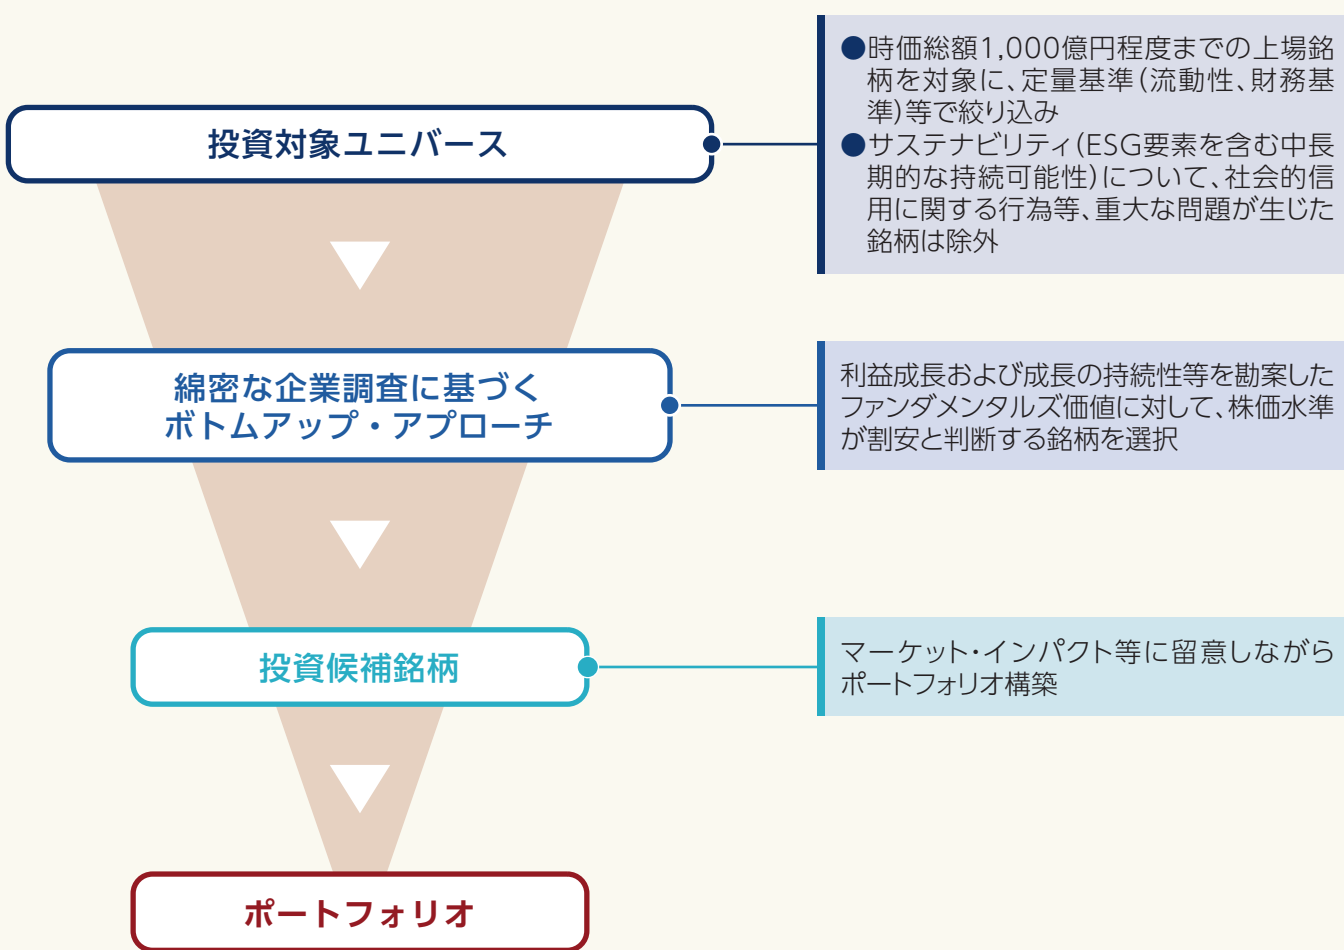 投資対象ユニバース
●時価総額1,000億円程度までの上場銘
柄を対象に、定量基準(流動性、財務基
準)等で絞り込み
●サステナビリティ(ESG要素を含む中長
期的な持続可能性)について、社会的信
用に関する行為等、重大な問題が生じた
銘柄は除外
綿密な企業調査に基づく
ボトムアップ・アプローチ
利益成長および成長の持続性等を勘案した
ファンダメンタルズ価値に対して、株価水準
が割安と判断する銘柄を選択
投資候補銘柄
マーケット・インパクト等に留意しながら
ポートフォリオ構築
ポートフォリオ